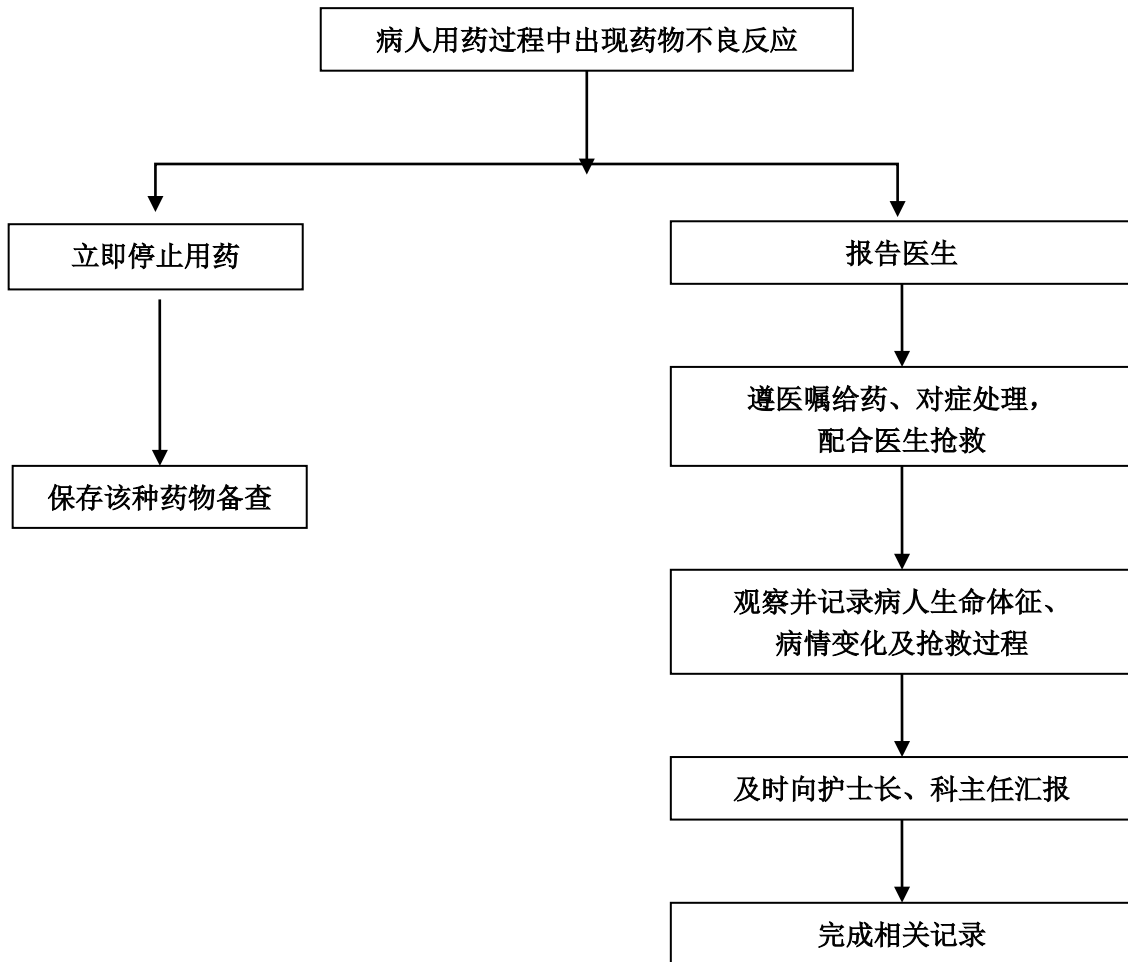 病人用药过程中出现药物不良反应
立即停止用药
报告医生
遵医嘱给药、对症处理，
配合医生抢救
保存该种药物备查
观察并记录病人生命体征、
病情变化及抢救过程
及时向护士长、科主任汇报
完成相关记录